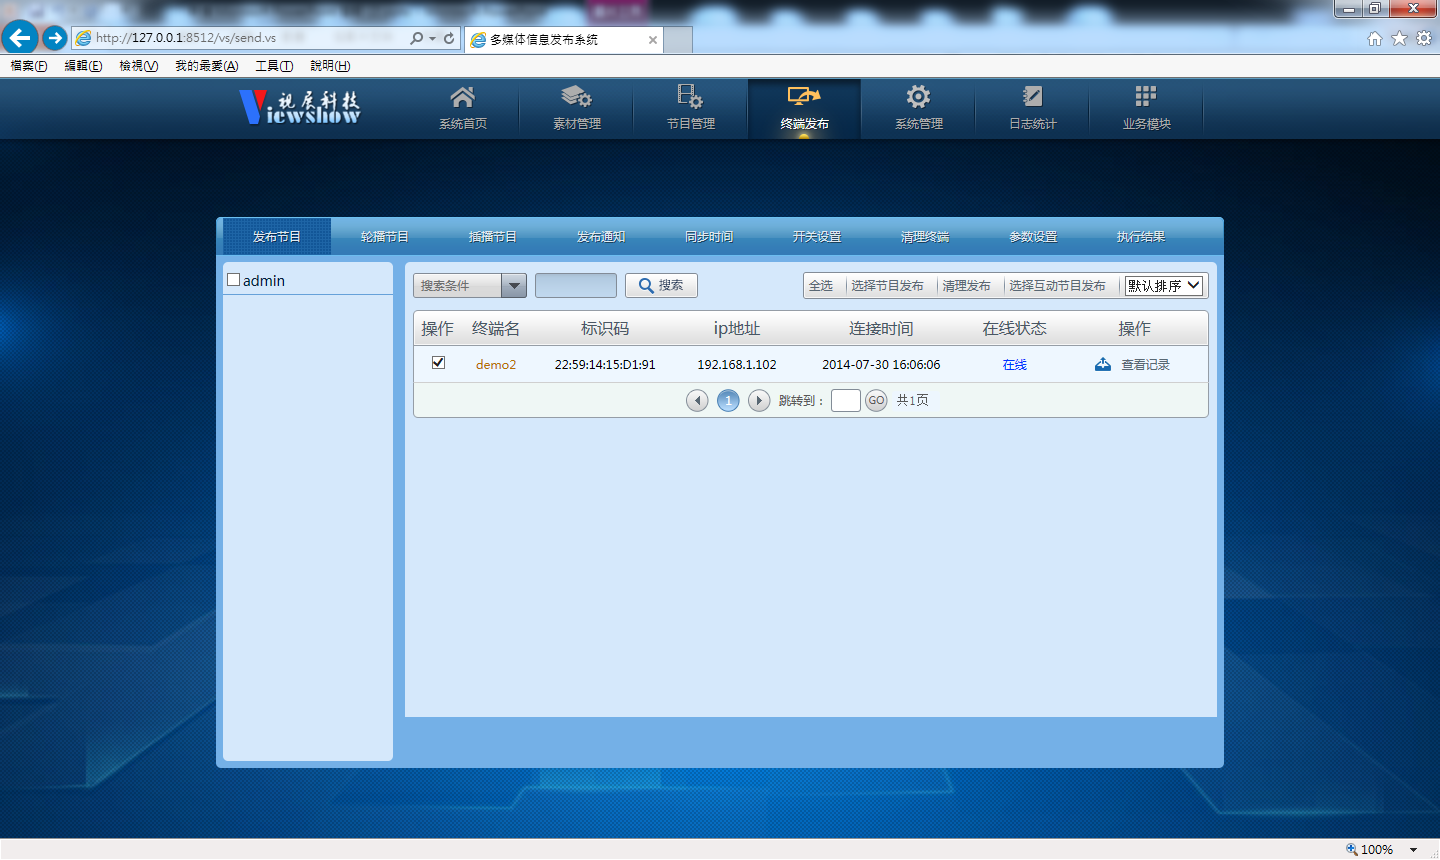 http://127.0.0.1:8512/vs/send.vs
多媒体信息发布系统
檔案(F) 編輯(E) 檢視(V) 我的最愛(A) 工具(T) 說明(H)
视展科技
Viewshow
系统首页 素材管理 节目管理 终端发布 系统管理 日志统计 业务模块
发布节目 轮播节目 插播节目 发布通知 同步时间 开关设置 清理终端 参数设置 执行结果
admin
搜索条件 搜索 全选 选择节目发布 清理发布 选择互动节目发布 默认排序
操作 终端名 标识码 ip地址 连接时间 在线状态 操作
demo2 22:59:14:15:D1:91 192.168.1.102 2014-07-30 16:06:06 在线 查看记录
1 跳转到： GO 共1页
100%